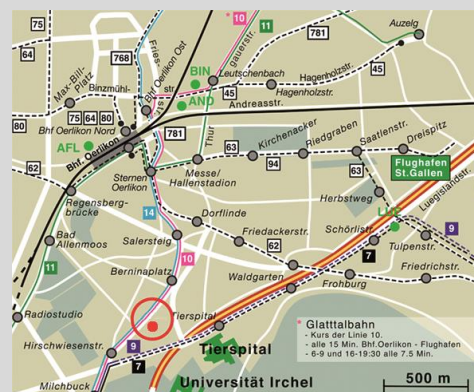 10
11
Auzelg
64
75
768
Fries-
str.
BIN
gauerstr.
781
Leutschenbach
Hagenholzstr.
45
Max-Bill-
Platz
Binzmühl-
str.
Bhf Oerlikon Ost
AND
45
Hagenholzstr.
Andreasstr.
75 64 80
80
Bhf Oerlikon Nord
781
Thur
AFL
Bhf. Oerlikon
Kirchenacker
Riedgraben
Saatlenstr.
Dreispitz
62
63
94
63
Flughafen
St.Gallen
Sternen
Oerlikon
Messe/
Hallenstadion
Regensberg-
brücke
14
Dorflinde
Herbstweg
Luegislandstr.
Bad
Allenmoos
Salersteig
Friedackerstr.
Schörlistr.
9
62
7
Tulpenstr.
11
10
Berninaplatz
Waldgarten
Frohburg
Friedrichstr.
Radiostudio
Tierspital
Hirschwiesenstr.
9
7
Milchbuck
Tierspital
Universität Irchel
* Glatttalbahn
- Kurs der Linie 10.
- alle 15 Min. Bhf.Oerlikon - Flughafen
- 6-9 und 16-19:30 alle 7.5 Min.
500 m